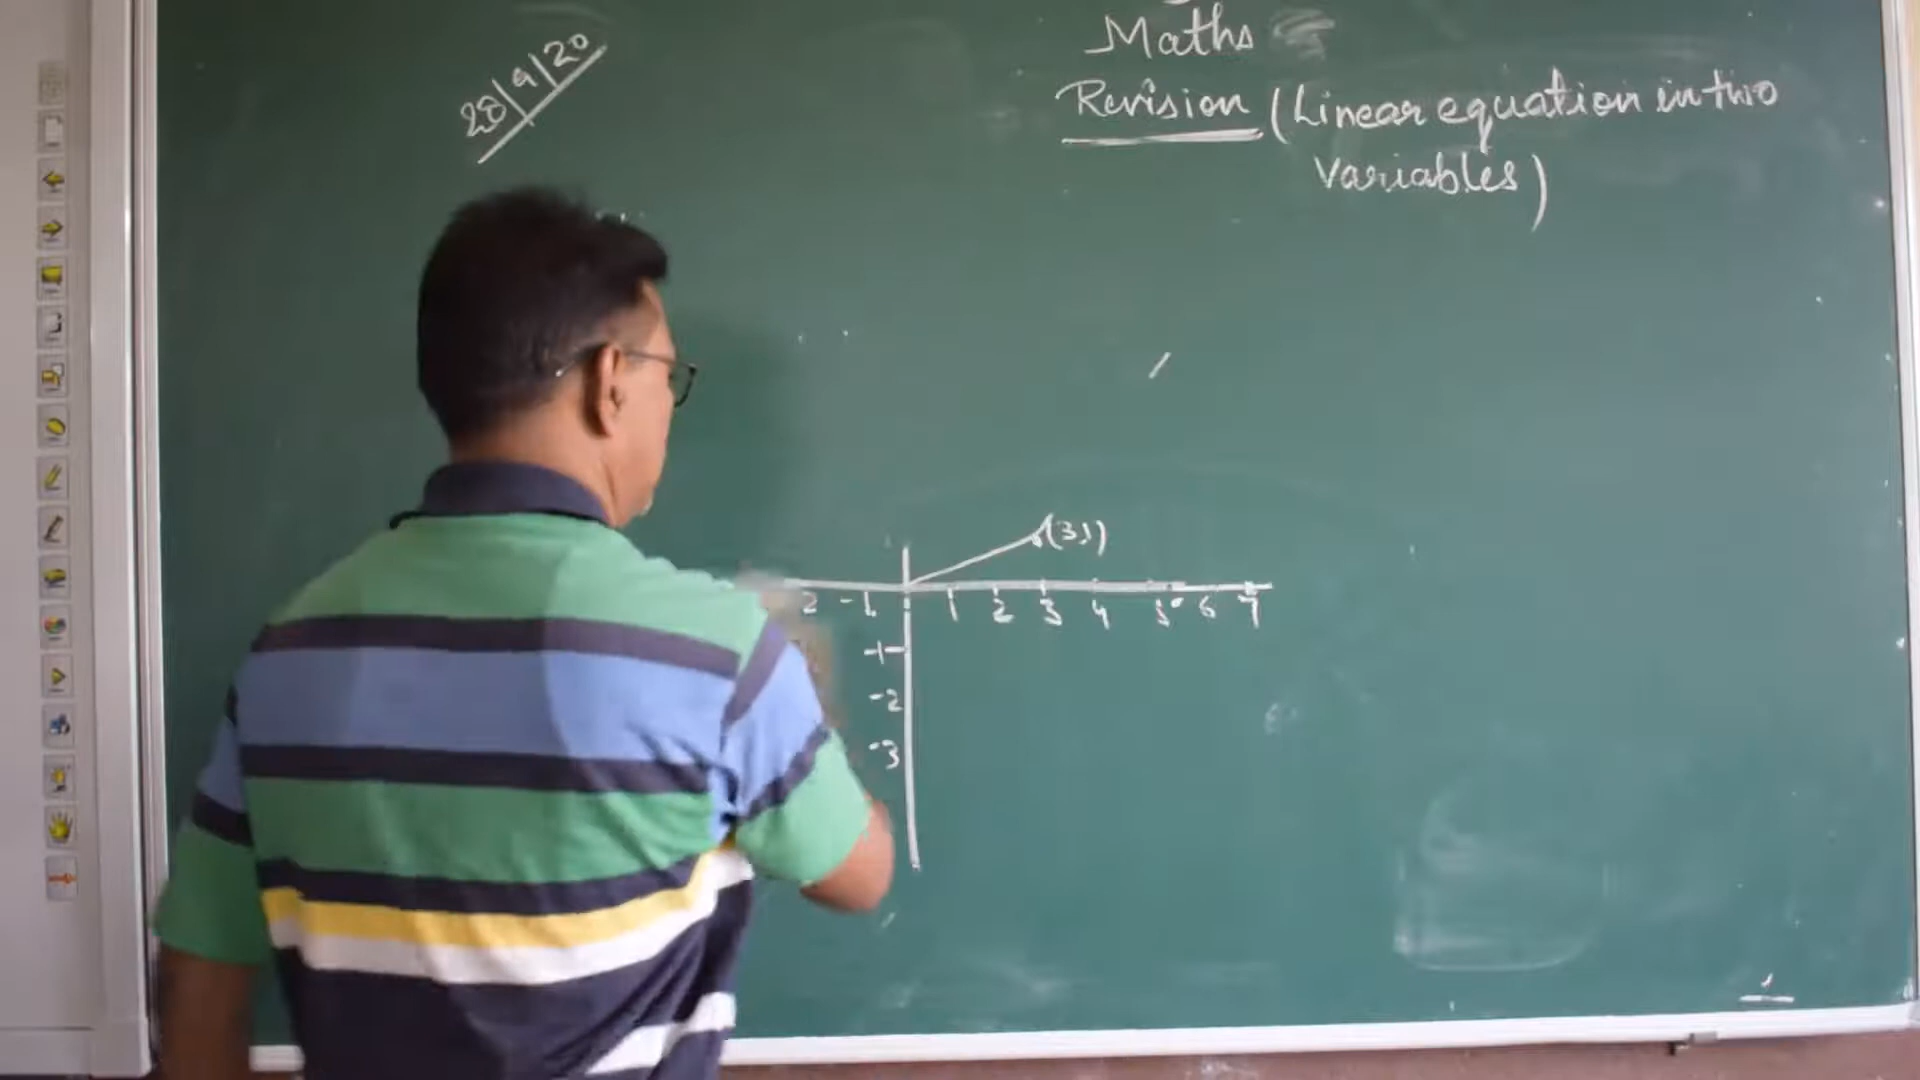 Maths
28/9/20
Revision (Linear equation in two
variables)
(3,1)
2 -1 1 2 3 4 5 6 7
-1
-2
-3